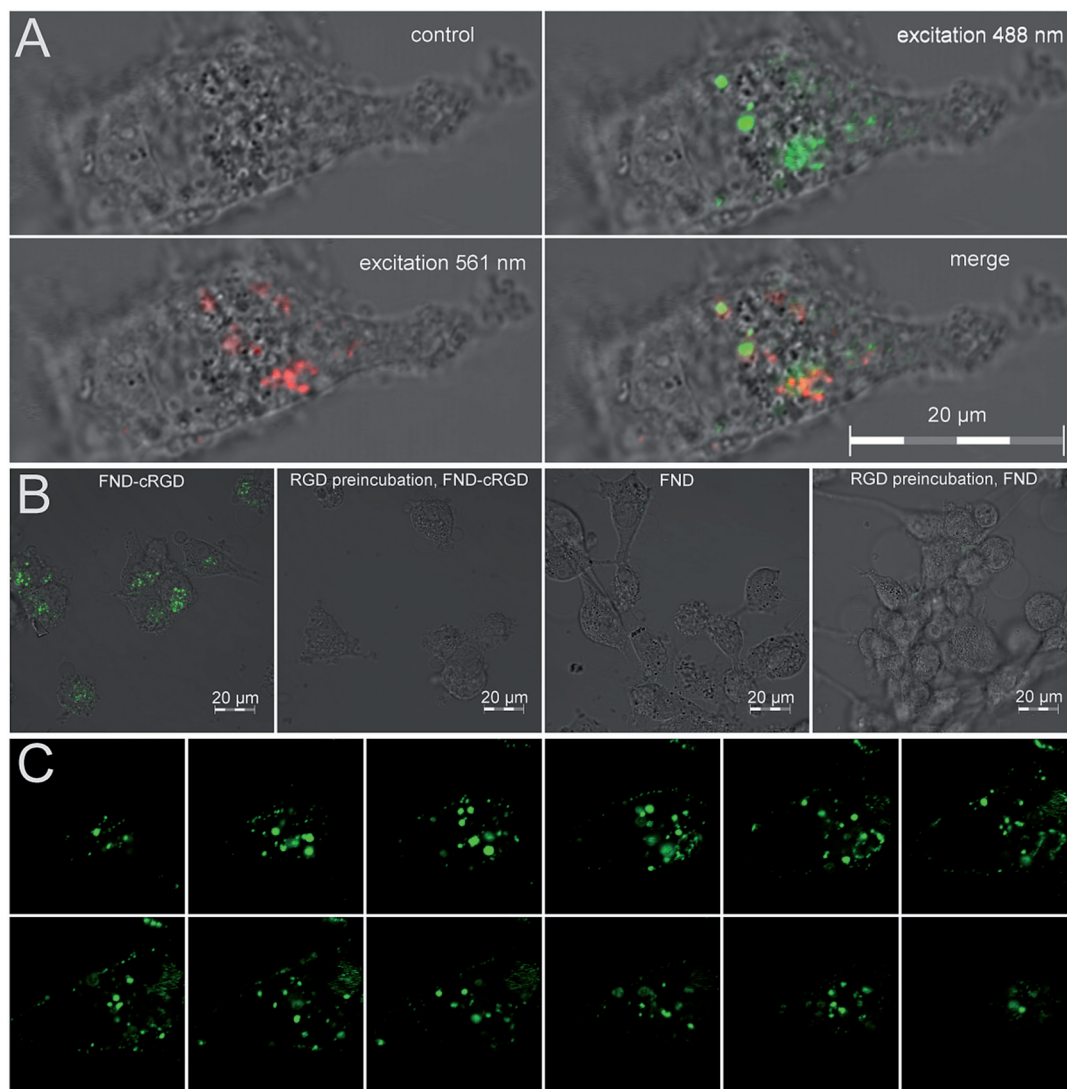 A
control
excitation 488 nm
excitation 561 nm
merge
20 µm
B
FND-cRGD
RGD preincubation, FND-cRGD
FND
RGD preincubation, FND
20 µm
20 µm
20 µm
20 µm
C